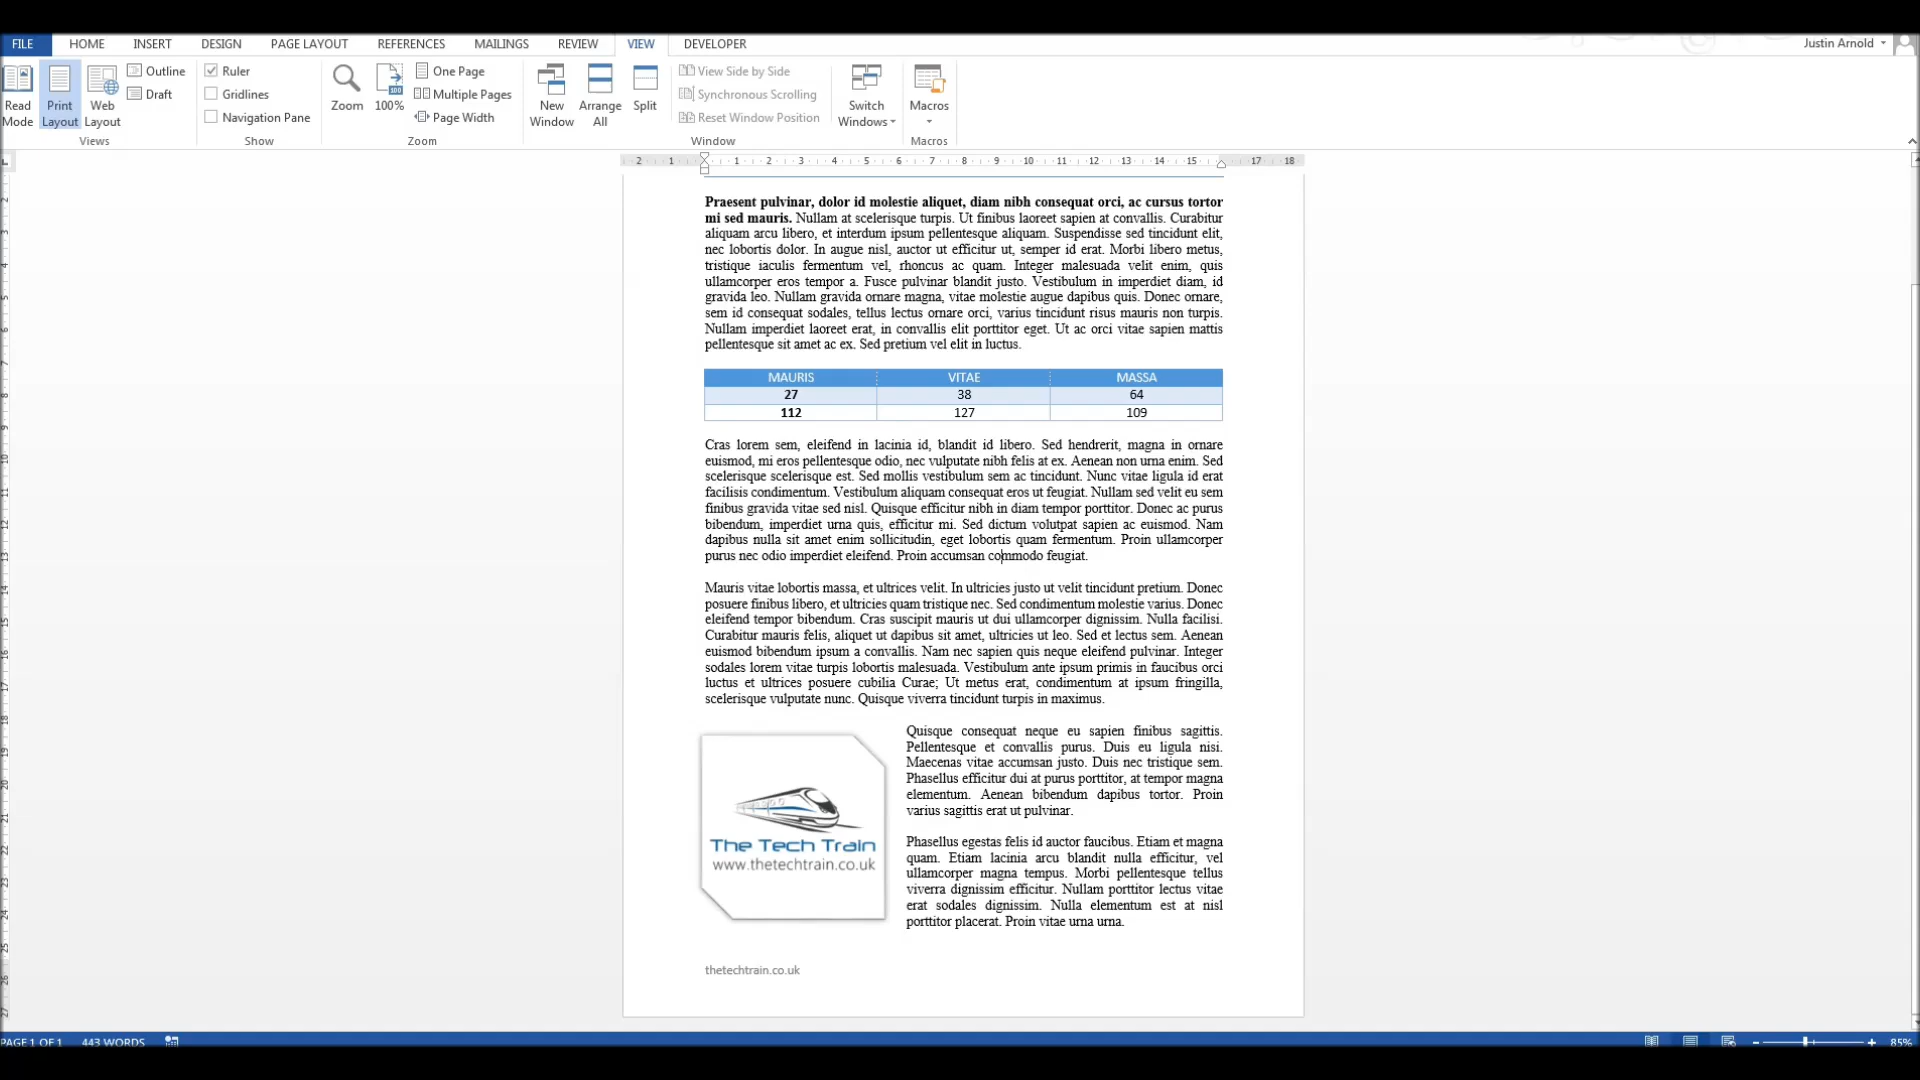 FILE HOME INSERT DESIGN PAGE LAYOUT REFERENCES MAILINGS REVIEW VIEW DEVELOPER Justin Arnold
Read Mode
Print Layout
Web Layout
Outline
Draft
Views
Ruler
Gridlines
Navigation Pane
Show
Zoom
100%
One Page
Multiple Pages
Page Width
Zoom
New Window
Arrange All
Split
View Side by Side
Synchronous Scrolling
Reset Window Position
Window
Switch Windows
Macros
Macros
2 1 1 2 3 4 5 6 7 8 9 10 11 12 13 14 15 17 18
Praesent pulvinar, dolor id molestie aliquet, diam nibh consequat orci, ac cursus tortor
mi sed mauris. Nullam at scelerisque turpis. Ut finibus laoreet sapien at convallis. Curabitur
aliquam arcu libero, et interdum ipsum pellentesque aliquam. Suspendisse sed tincidunt elit,
nec lobortis dolor. In augue nisl, auctor ut efficitur ut, semper id erat. Morbi libero metus,
tristique iaculis fermentum vel, rhoncus ac quam. Integer malesuada velit enim, quis
ullamcorper eros tempor a. Fusce pulvinar blandit justo. Vestibulum in imperdiet diam, id
gravida leo. Nullam gravida ornare magna, vitae molestie augue dapibus quis. Donec ornare,
sem id consequat sodales, tellus lectus ornare orci, varius tincidunt risus mauris non turpis.
Nullam imperdiet laoreet erat, in convallis elit porttitor eget. Ut ac orci vitae sapien mattis
pellentesque sit amet ac ex. Sed pretium vel elit in luctus.
MAURIS VITAE MASSA
27 38 64
112 127 109
Cras lorem sem, eleifend in lacinia id, blandit id libero. Sed hendrerit, magna in ornare
euismod, mi eros pellentesque odio, nec vulputate nibh felis at ex. Aenean non urna enim. Sed
scelerisque scelerisque est. Sed mollis vestibulum sem ac tincidunt. Nunc vitae ligula id erat
facilisis condimentum. Vestibulum aliquam consequat eros ut feugiat. Nullam sed velit eu sem
finibus gravida vitae sed nisl. Quisque efficitur nibh in diam tempor porttitor. Donec ac purus
bibendum, imperdiet urna quis, efficitur mi. Sed dictum volutpat sapien ac euismod. Nam
dapibus nulla sit amet enim sollicitudin, eget lobortis quam fermentum. Proin ullamcorper
purus nec odio imperdiet eleifend. Proin accumsan commodo feugiat.
Mauris vitae lobortis massa, et ultrices velit. In ultricies justo ut velit tincidunt pretium. Donec
posuere finibus libero, et ultricies quam tristique nec. Sed condimentum molestie varius. Donec
eleifend tempor bibendum. Cras suscipit mauris ut dui ullamcorper dignissim. Nulla facilisi.
Curabitur mauris felis, aliquet ut dapibus sit amet, ultricies ut leo. Sed et lectus sem. Aenean
euismod bibendum ipsum a convallis. Nam nec sapien quis neque eleifend pulvinar. Integer
sodales lorem vitae turpis lobortis malesuada. Vestibulum ante ipsum primis in faucibus orci
luctus et ultrices posuere cubilia Curae; Ut metus erat, condimentum at ipsum fringilla,
scelerisque vulputate nunc. Quisque viverra tincidunt turpis in maximus.
The Tech Train
www.thetechtrain.co.uk
Quisque consequat neque eu sapien finibus sagittis.
Pellentesque et convallis purus. Duis eu ligula nisi.
Maecenas vitae accumsan justo. Duis nec tristique sem.
Phasellus efficitur dui at purus porttitor, at tempor magna
elementum. Aenean bibendum dapibus tortor. Proin
varius sagittis erat ut pulvinar.
Phasellus egestas felis id auctor faucibus. Etiam et magna
quam. Etiam lacinia arcu blandit nulla efficitur, vel
ullamcorper magna tempus. Morbi pellentesque tellus
viverra dignissim efficitur. Nullam porttitor lectus vitae
erat sodales dignissim. Nulla elementum est at nisl
porttitor placerat. Proin vitae urna urna.
thetechtrain.co.uk
PAGE 1 OF 1 443 WORDS 85%